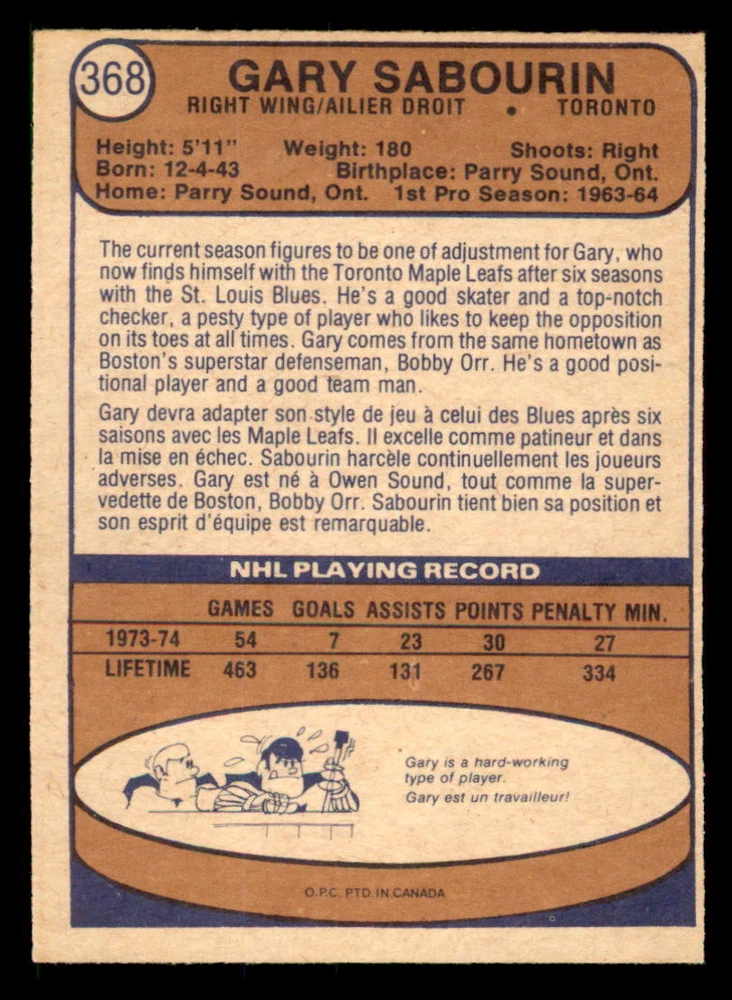 368
GARY SABOURIN
RIGHT WING/AILIER DROIT • TORONTO
Height: 5'11" Weight: 180 Shoots: Right
Born: 12-4-43 Birthplace: Parry Sound, Ont.
Home: Parry Sound, Ont. 1st Pro Season: 1963-64
The current season figures to be one of adjustment for Gary, who
now finds himself with the Toronto Maple Leafs after six seasons
with the St. Louis Blues. He's a good skater and a top-notch
checker, a pesty type of player who likes to keep the opposition
on its toes at all times. Gary comes from the same hometown as
Boston's superstar defenseman, Bobby Orr. He's a good posi-
tional player and a good team man.
Gary devra adapter son style de jeu à celui des Blues après six
saisons avec les Maple Leafs. Il excelle comme patineur et dans
la mise en échec. Sabourin harcèle continuellement les joueurs
adverses. Gary est né à Owen Sound, tout comme la super-
vedette de Boston, Bobby Orr. Sabourin tient bien sa position et
son esprit d'équipe est remarquable.
NHL PLAYING RECORD
GAMES GOALS ASSISTS POINTS PENALTY MIN.
1973-74 54 7 23 30 27
LIFETIME 463 136 131 267 334
Gary is a hard-working
type of player.
Gary est un travailleur!
O.P.C. PTD. IN CANADA